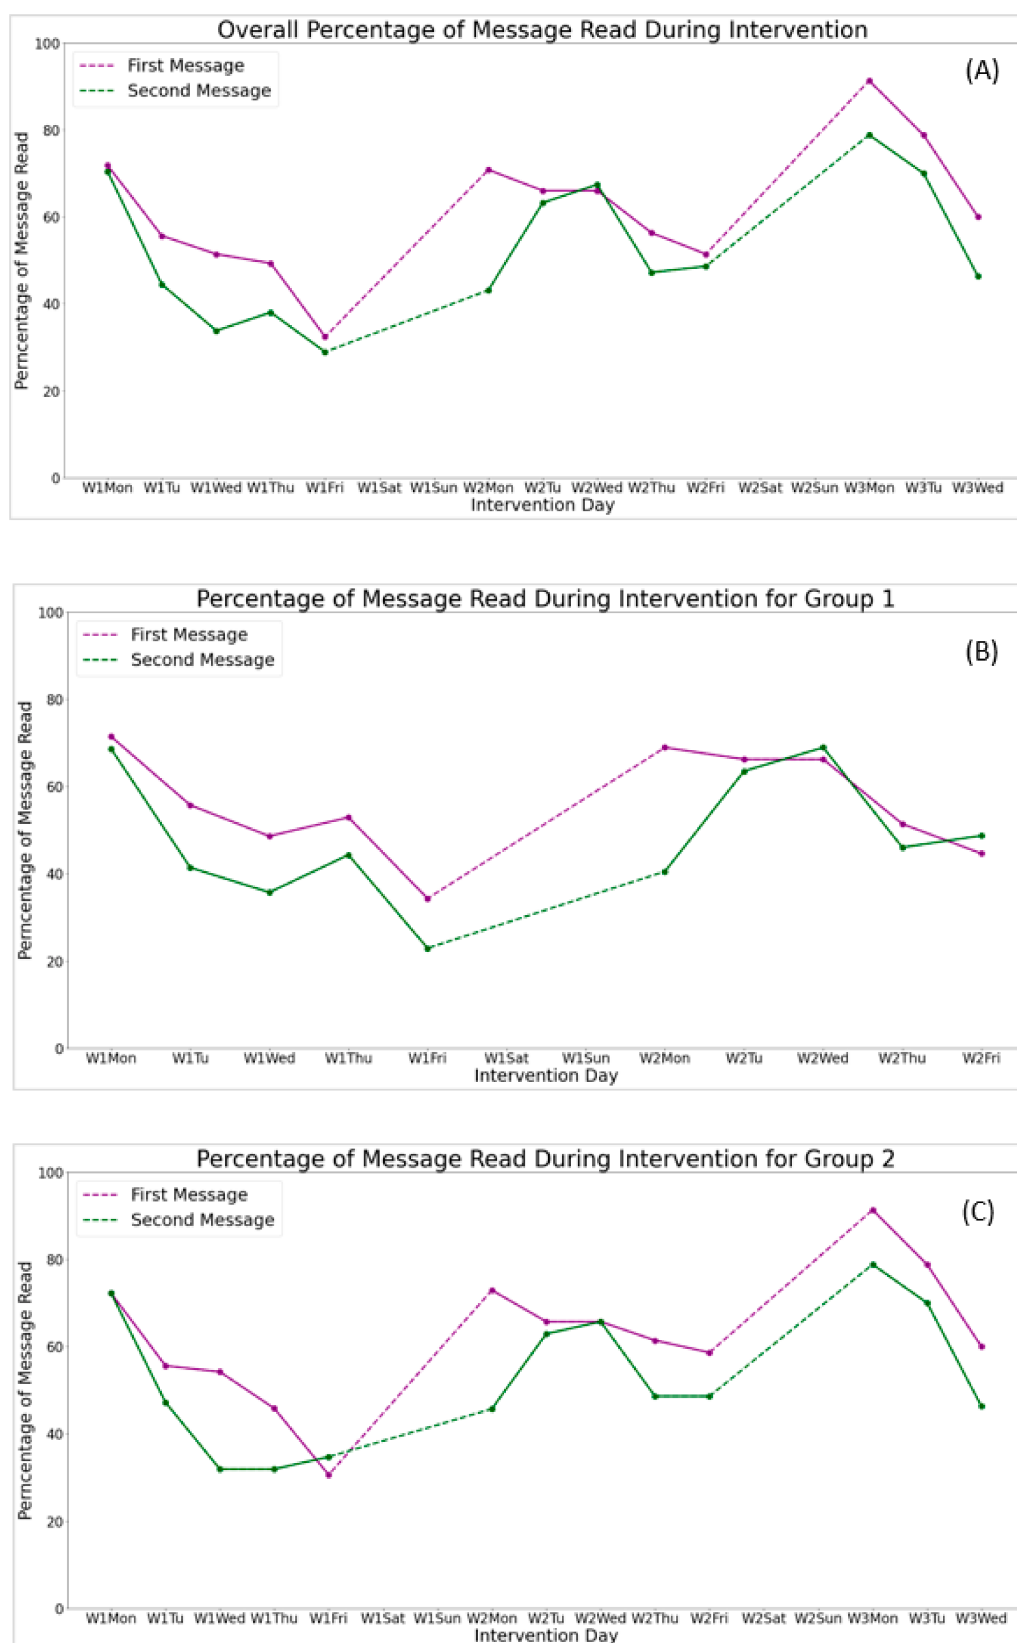 Overall Percentage of Message Read During Intervention
(A)
First Message
Second Message
Perncentage of Message Read
100
80
60
40
20
0
W1Mon W1Tu W1Wed W1Thu W1Fri W1Sat W1Sun W2Mon W2Tu W2Wed W2Thu W2Fri W2Sat W2Sun W3Mon W3Tu W3Wed
Intervention Day
Percentage of Message Read During Intervention for Group 1
(B)
First Message
Second Message
Perncentage of Message Read
100
80
60
40
20
0
W1Mon W1Tu W1Wed W1Thu W1Fri W1Sat W1Sun W2Mon W2Tu W2Wed W2Thu W2Fri
Intervention Day
Percentage of Message Read During Intervention for Group 2
(C)
First Message
Second Message
Perncentage of Message Read
100
80
60
40
20
0
W1Mon W1Tu W1Wed W1Thu W1Fri W1Sat W1Sun W2Mon W2Tu W2Wed W2Thu W2Fri W2Sat W2Sun W3Mon W3Tu W3Wed
Intervention Day